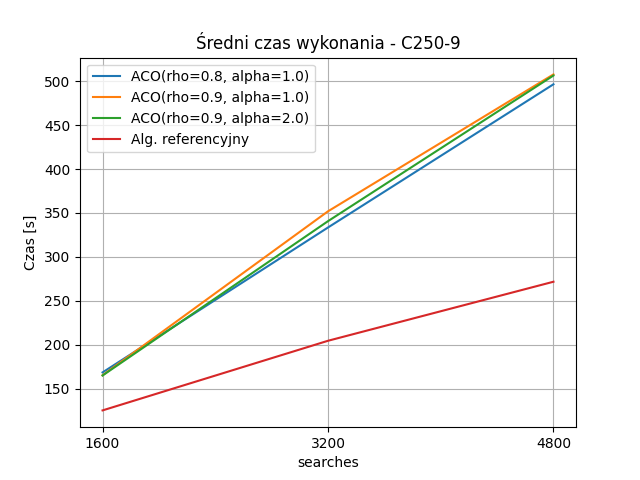 Średni czas wykonania - C250-9
ACO(rho=0.8, alpha=1.0)
ACO(rho=0.9, alpha=1.0)
ACO(rho=0.9, alpha=2.0)
Alg. referencyjny
Czas [s]
500
450
400
350
300
250
200
150
1600 3200 4800
searches